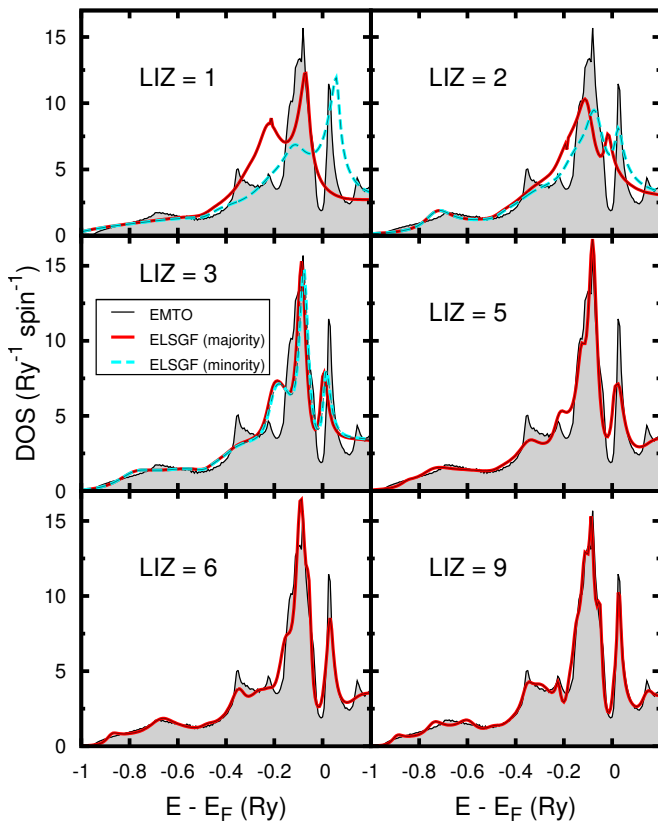 LIZ = 1
LIZ = 2
15
10
5
0
LIZ = 3
LIZ = 5
EMTO
ELSGF (majority)
ELSGF (minority)
DOS (Ry⁻¹ spin⁻¹)
15
10
5
0
LIZ = 6
LIZ = 9
15
10
5
0
-1 -0.8 -0.6 -0.4 -0.2 0 -1 -0.8 -0.6 -0.4 -0.2 0
E - E_F (Ry) E - E_F (Ry)